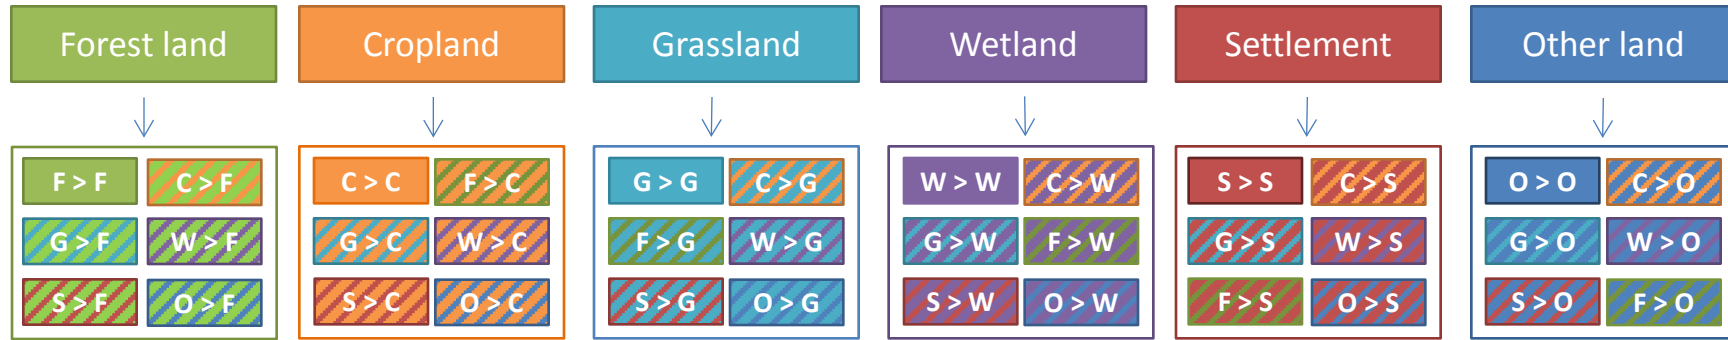 Forest land
Cropland
Grassland
Wetland
Settlement
Other land
F > F
C > F
G > F
W > F
S > F
O > F
C > C
F > C
G > C
W > C
S > C
O > C
G > G
C > G
F > G
W > G
S > G
O > G
W > W
C > W
G > W
F > W
S > W
O > W
S > S
C > S
G > S
W > S
F > S
O > S
O > O
C > O
G > O
W > O
S > O
F > O